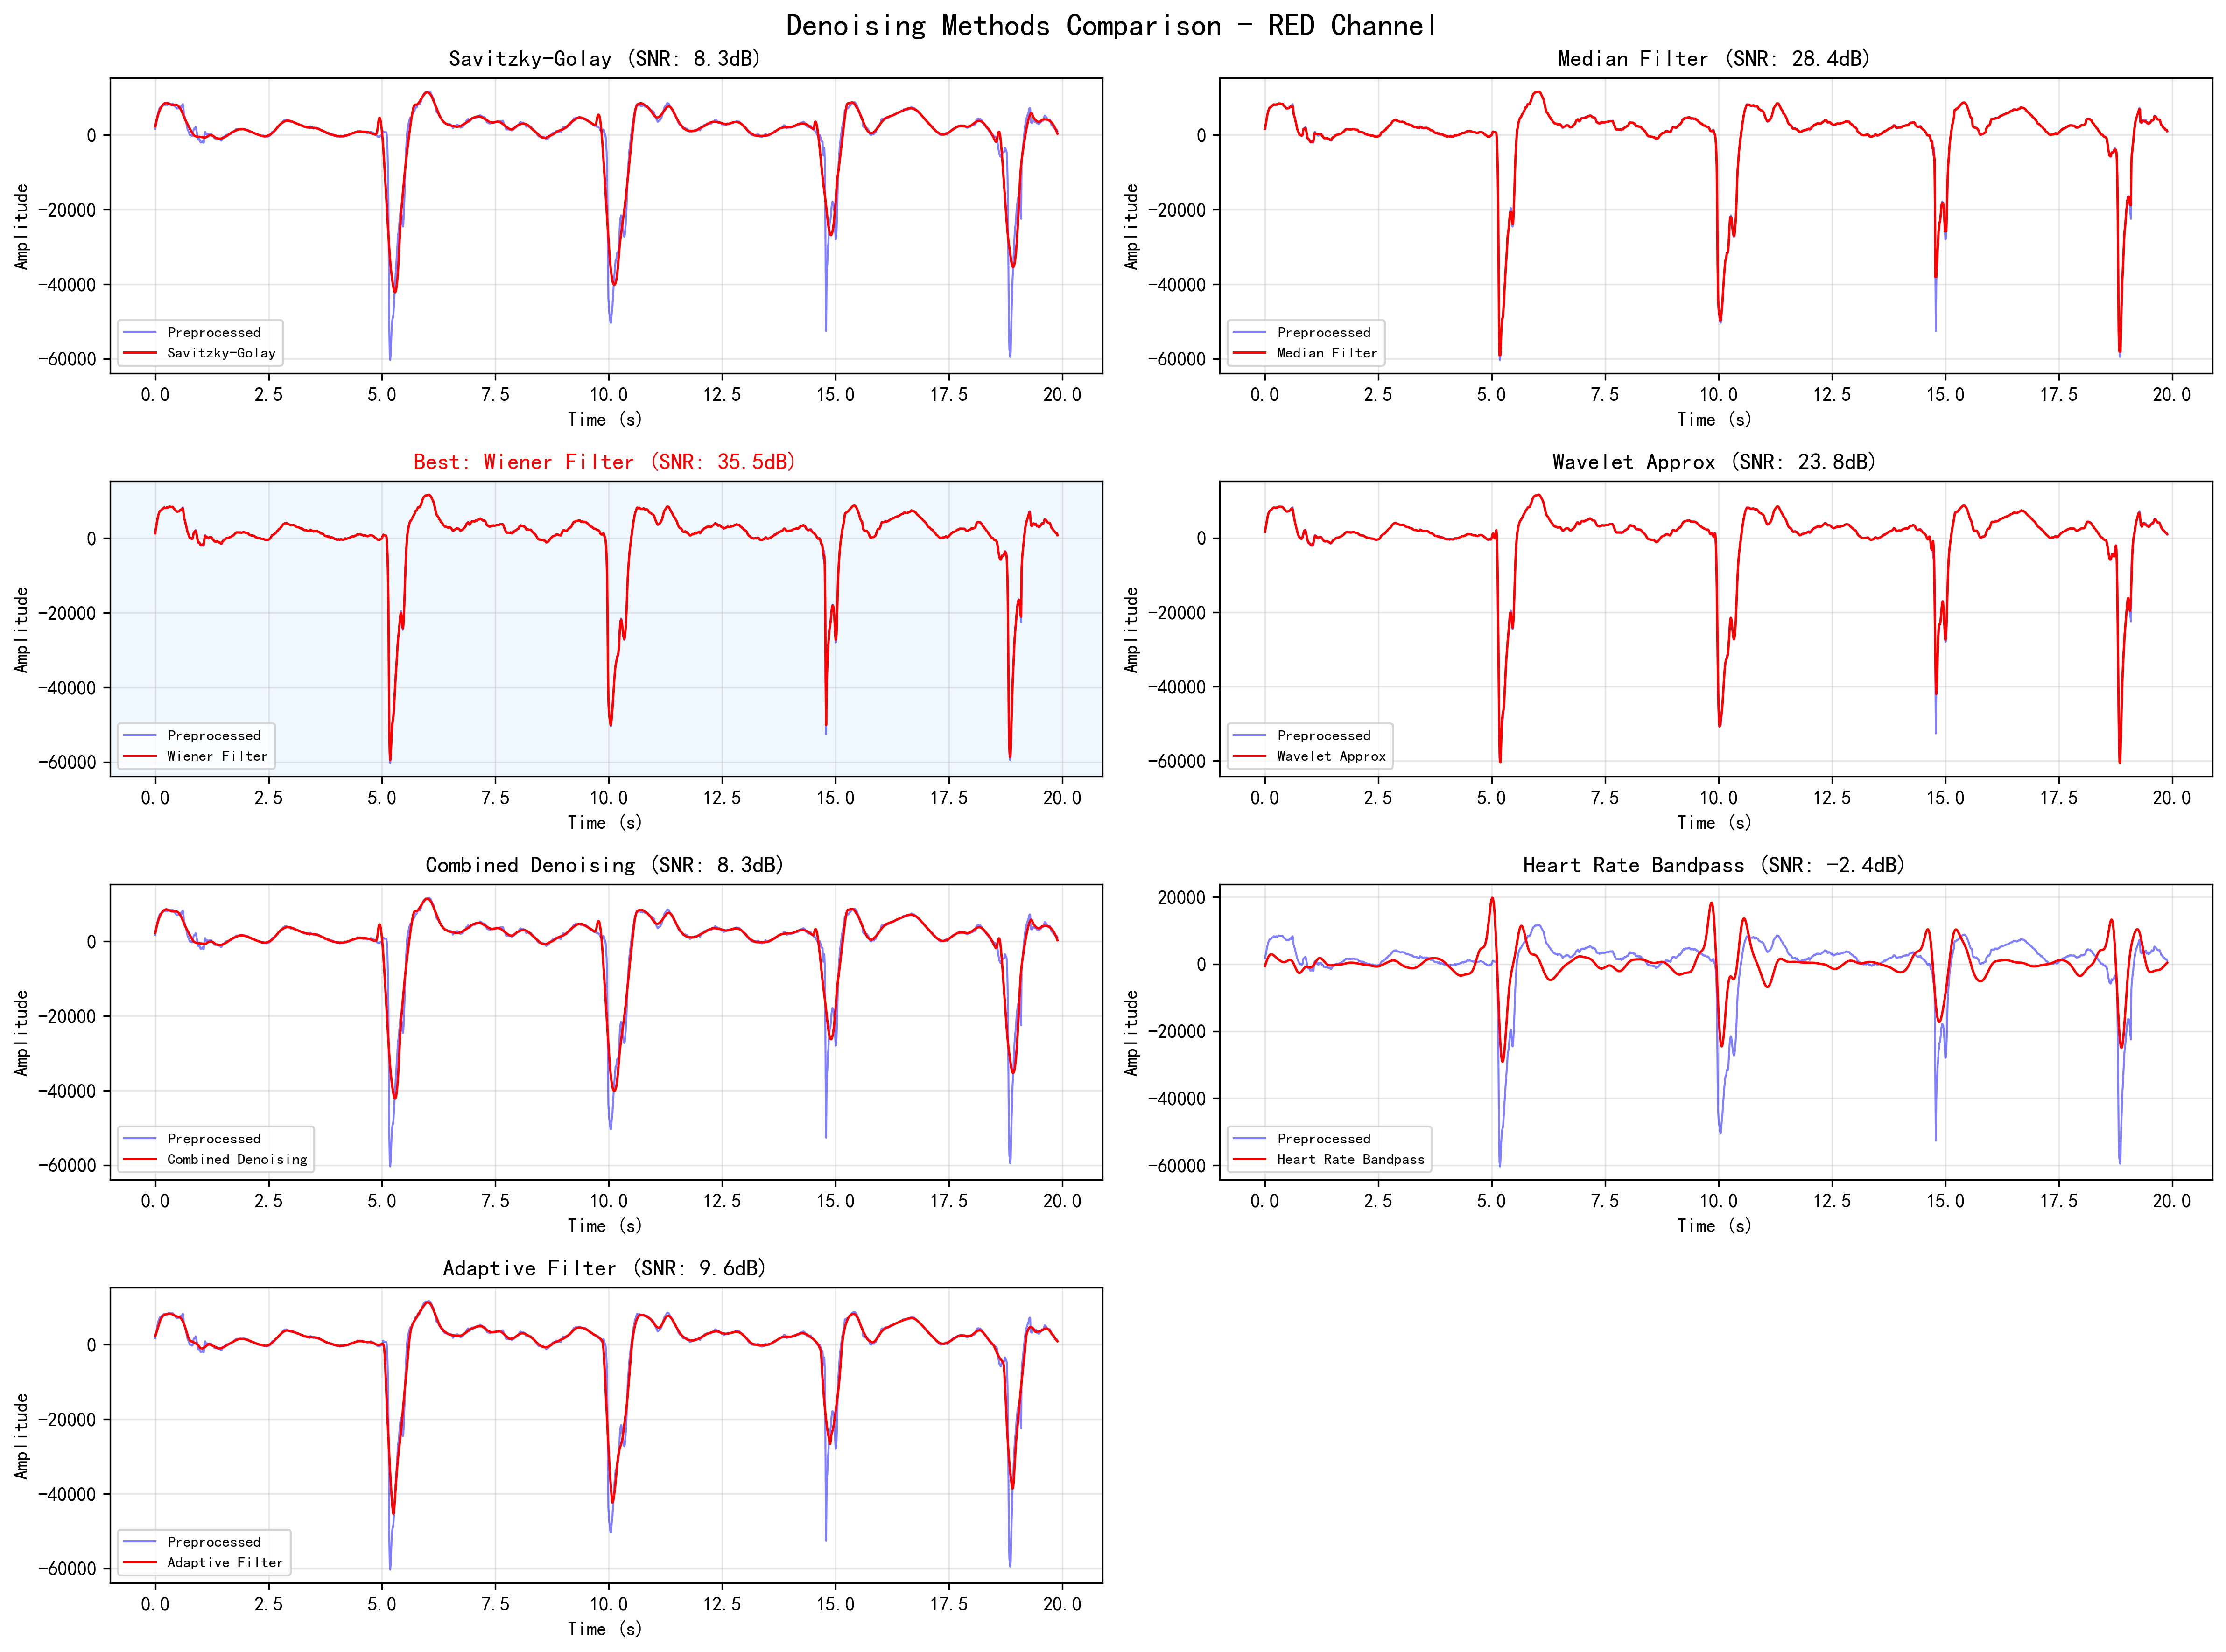 Denoising Methods Comparison - RED Channel
Savitzky-Golay (SNR: 8.3dB)
Amplitude
0
-20000
-40000
-60000
Preprocessed
Savitzky-Golay
0.0 2.5 5.0 7.5 10.0 12.5 15.0 17.5 20.0
Time (s)
Median Filter (SNR: 28.4dB)
Amplitude
0
-20000
-40000
-60000
Preprocessed
Median Filter
0.0 2.5 5.0 7.5 10.0 12.5 15.0 17.5 20.0
Time (s)
Best: Wiener Filter (SNR: 35.5dB)
Amplitude
0
-20000
-40000
-60000
Preprocessed
Wiener Filter
0.0 2.5 5.0 7.5 10.0 12.5 15.0 17.5 20.0
Time (s)
Wavelet Approx (SNR: 23.8dB)
Amplitude
0
-20000
-40000
-60000
Preprocessed
Wavelet Approx
0.0 2.5 5.0 7.5 10.0 12.5 15.0 17.5 20.0
Time (s)
Combined Denoising (SNR: 8.3dB)
Amplitude
0
-20000
-40000
-60000
Preprocessed
Combined Denoising
0.0 2.5 5.0 7.5 10.0 12.5 15.0 17.5 20.0
Time (s)
Heart Rate Bandpass (SNR: -2.4dB)
Amplitude
20000
0
-20000
-40000
-60000
Preprocessed
Heart Rate Bandpass
0.0 2.5 5.0 7.5 10.0 12.5 15.0 17.5 20.0
Time (s)
Adaptive Filter (SNR: 9.6dB)
Amplitude
0
-20000
-40000
-60000
Preprocessed
Adaptive Filter
0.0 2.5 5.0 7.5 10.0 12.5 15.0 17.5 20.0
Time (s)